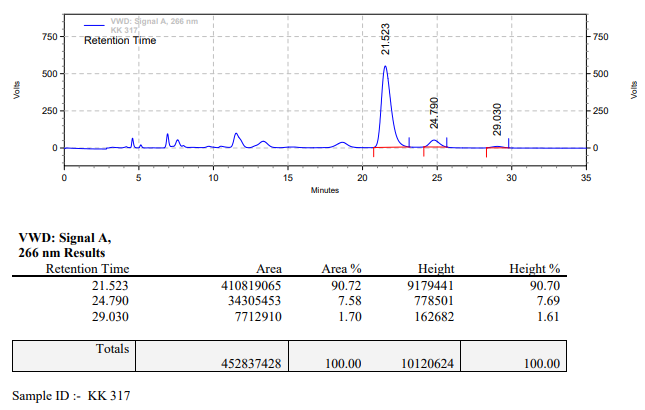 VWD: Signal A, 266 nm
KK 317
Retention Time
21.523
24.790
29.030
750
500
250
0
750
500
250
0
Volts
Volts
0 5 10 15 20 25 30 35
Minutes
VWD: Signal A,
266 nm Results
Retention Time Area Area % Height Height %
21.523 410819065 90.72 9179441 90.70
24.790 34305453 7.58 778501 7.69
29.030 7712910 1.70 162682 1.61
Totals
452837428 100.00 10120624 100.00
Sample ID :- KK 317